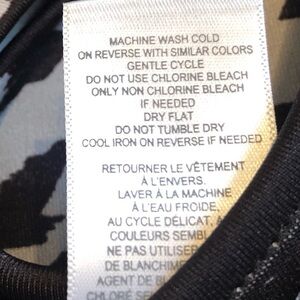 MACHINE WASH COLD
ON REVERSE WITH SIMILAR COLORS
GENTLE CYCLE
DO NOT USE CHLORINE BLEACH
ONLY NON CHLORINE BLEACH
IF NEEDED
DRY FLAT
DO NOT TUMBLE DRY
COOL IRON ON REVERSE IF NEEDED
RETOURNER LE VÊTEMENT
À L'ENVERS.
LAVER À LA MACHINE
À L'EAU FROIDE,
AU CYCLE DÉLICAT,
COULEURS
NE PAS
DE
AGENT DE